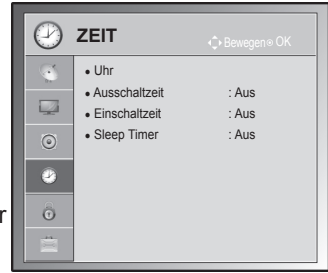 ZEIT
Bewegen OK
• Uhr
• Ausschaltzeit : Aus
• Einschaltzeit : Aus
• Sleep Timer : Aus
r